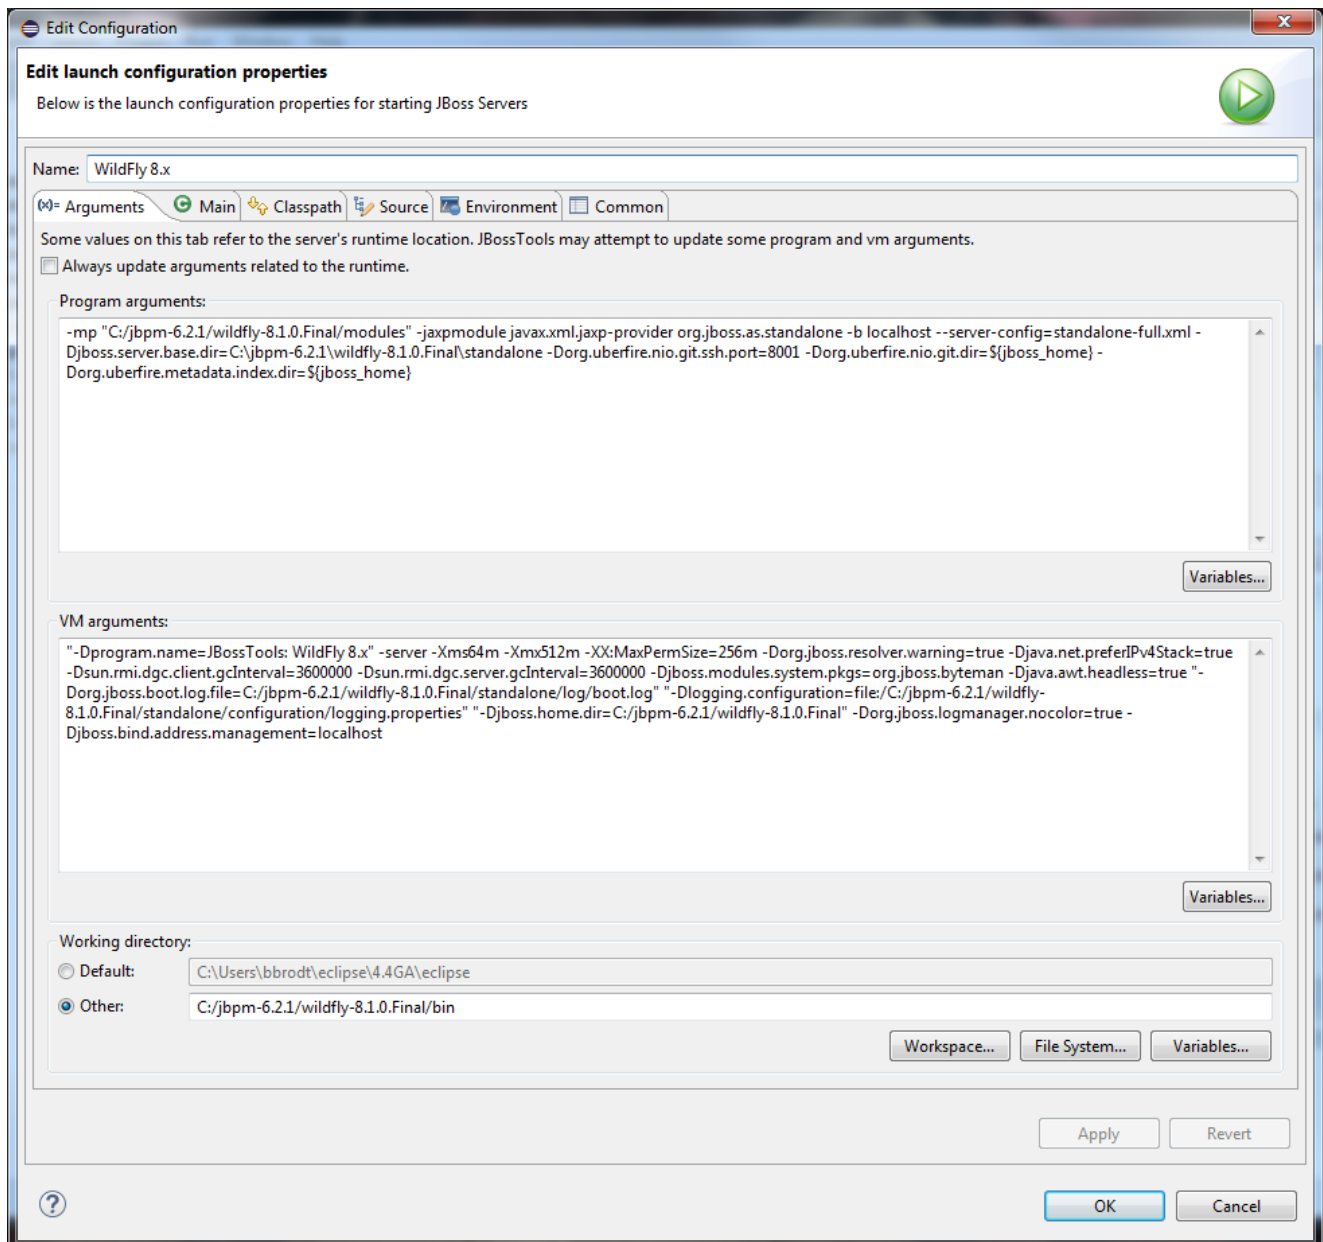 Edit Configuration
Edit launch configuration properties
Below is the launch configuration properties for starting JBoss Servers
Name: WildFly 8.x
(x)= Arguments Main Classpath Source Environment Common
Some values on this tab refer to the server's runtime location. JBossTools may attempt to update some program and vm arguments.
Always update arguments related to the runtime.
Program arguments:
-mp "C:/jbpm-6.2.1/wildfly-8.1.0.Final/modules" -jaxpmodule javax.xml.jaxp-provider org.jboss.as.standalone -b localhost --server-config=standalone-full.xml -
Djboss.server.base.dir=C:\jbpm-6.2.1\wildfly-8.1.0.Final\standalone -Dorg.uberfire.nio.git.ssh.port=8001 -Dorg.uberfire.nio.git.dir=${jboss_home} -
Dorg.uberfire.metadata.index.dir=${jboss_home}
Variables...
VM arguments:
"-Dprogram.name=JBossTools: WildFly 8.x" -server -Xms64m -Xmx512m -XX:MaxPermSize=256m -Dorg.jboss.resolver.warning=true -Djava.net.preferIPv4Stack=true
-Dsun.rmi.dgc.client.gcInterval=3600000 -Dsun.rmi.dgc.server.gcInterval=3600000 -Djboss.modules.system.pkgs=org.jboss.byteman -Djava.awt.headless=true "-
Dorg.jboss.boot.log.file=C:/jbpm-6.2.1/wildfly-8.1.0.Final/standalone/log/boot.log" "-Dlogging.configuration=file:/C:/jbpm-6.2.1/wildfly-
8.1.0.Final/standalone/configuration/logging.properties" "-Djboss.home.dir=C:/jbpm-6.2.1/wildfly-8.1.0.Final" -Dorg.jboss.logmanager.nocolor=true -
Djboss.bind.address.management=localhost
Variables...
Working directory:
Default: C:\Users\bbrodt\eclipse\4.4GA\eclipse
Other: C:/jbpm-6.2.1/wildfly-8.1.0.Final/bin
Workspace... File System... Variables...
Apply Revert
OK Cancel